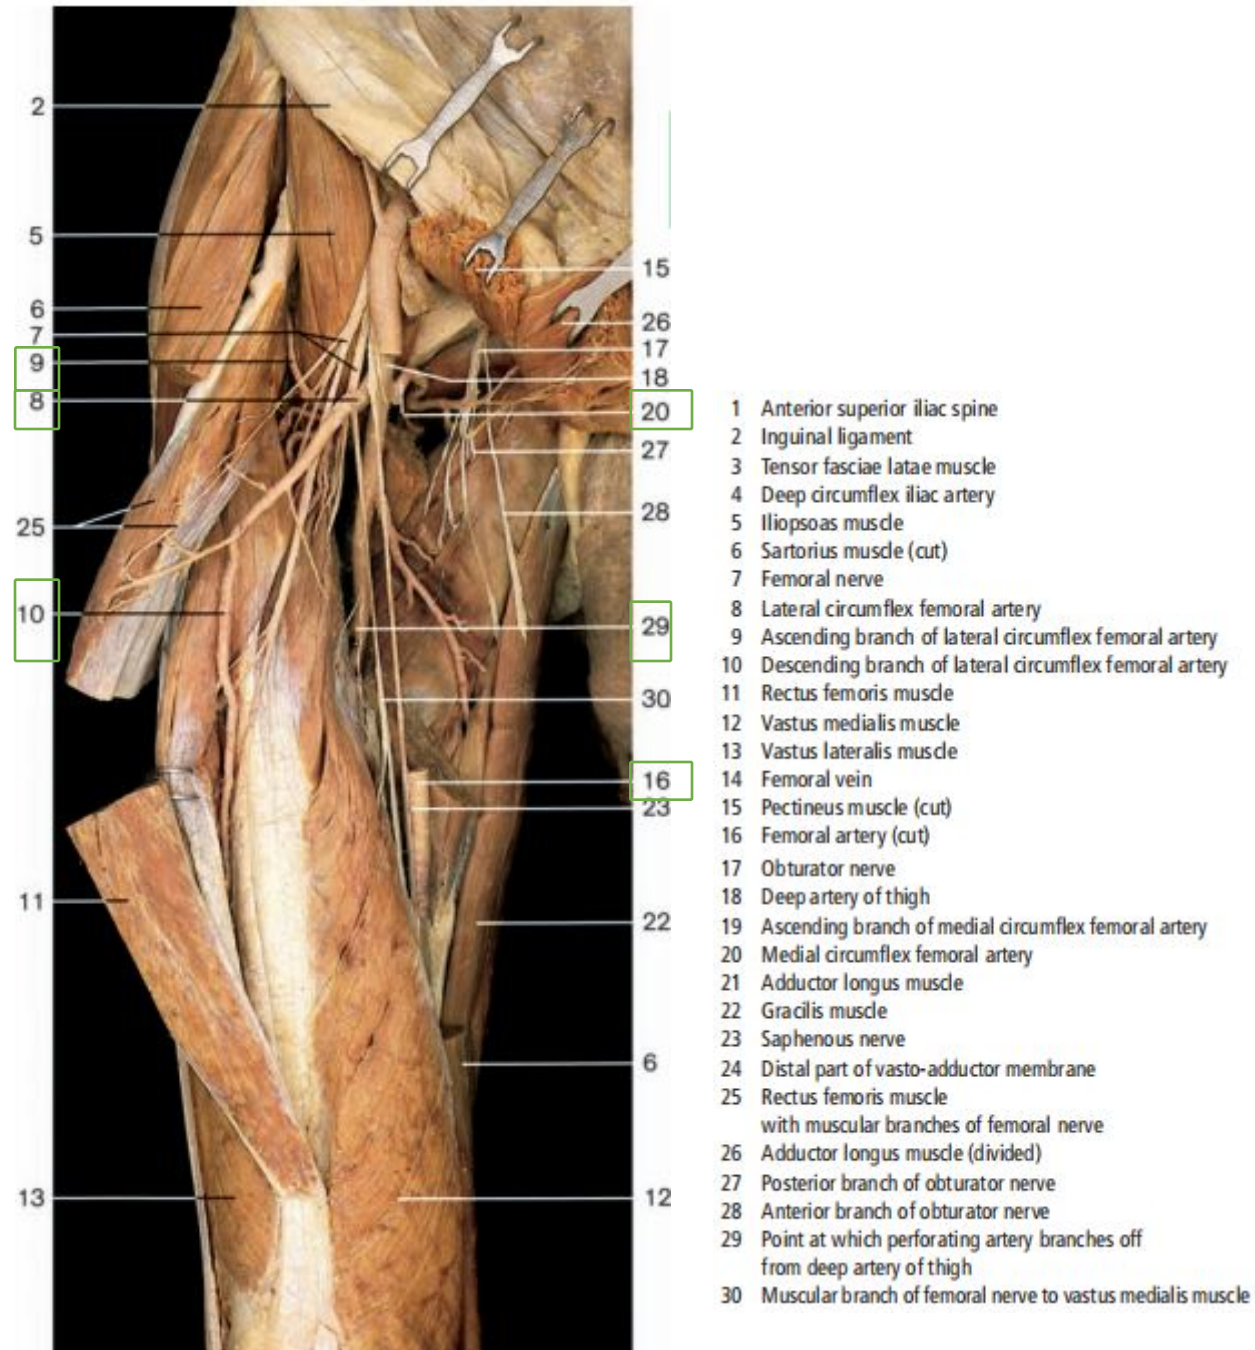 2
5
6
7
9
8
10
25
11
13
15
26
17
18
20
27
28
29
30
16
23
22
6
12
1 Anterior superior iliac spine
2 Inguinal ligament
3 Tensor fasciae latae muscle
4 Deep circumflex iliac artery
5 Iliopsoas muscle
6 Sartorius muscle (cut)
7 Femoral nerve
8 Lateral circumflex femoral artery
9 Ascending branch of lateral circumflex femoral artery
10 Descending branch of lateral circumflex femoral artery
11 Rectus femoris muscle
12 Vastus medialis muscle
13 Vastus lateralis muscle
14 Femoral vein
15 Pectineus muscle (cut)
16 Femoral artery (cut)
17 Obturator nerve
18 Deep artery of thigh
19 Ascending branch of medial circumflex femoral artery
20 Medial circumflex femoral artery
21 Adductor longus muscle
22 Gracilis muscle
23 Saphenous nerve
24 Distal part of vasto-adductor membrane
25 Rectus femoris muscle
with muscular branches of femoral nerve
26 Adductor longus muscle (divided)
27 Posterior branch of obturator nerve
28 Anterior branch of obturator nerve
29 Point at which perforating artery branches off
from deep artery of thigh
30 Muscular branch of femoral nerve to vastus medialis muscle